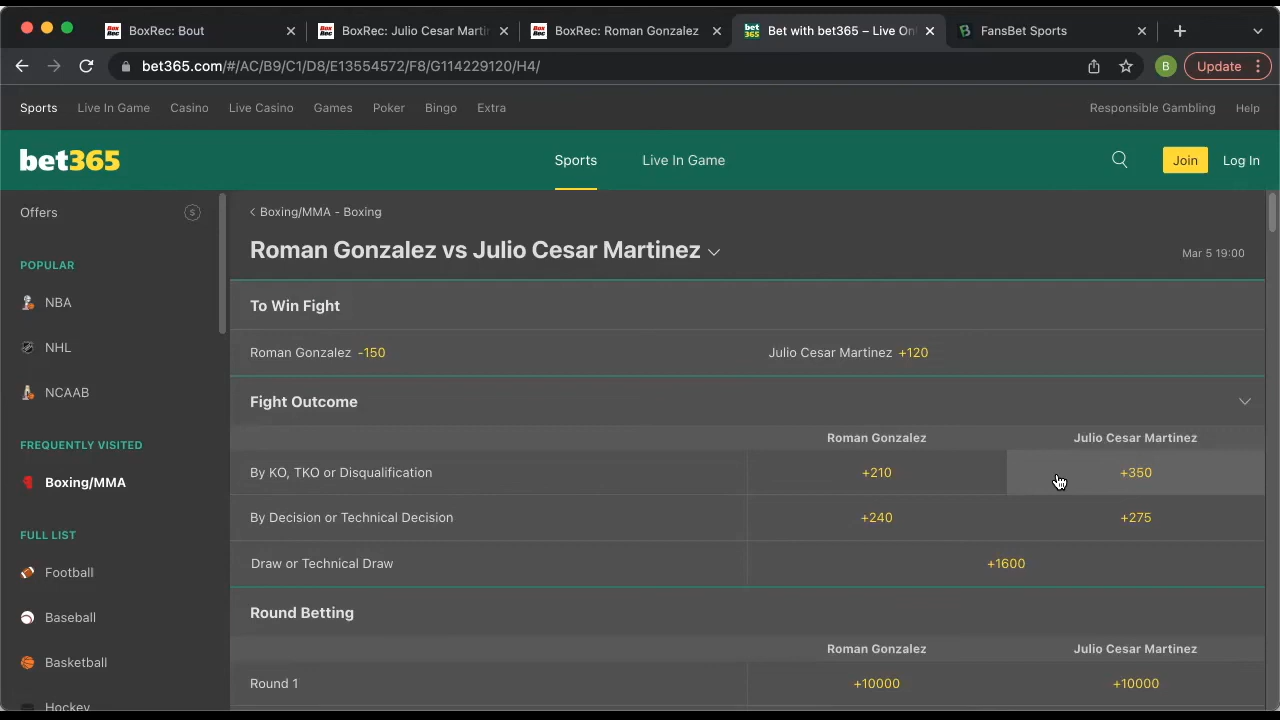 BoxRec: Bout
BoxRec: Julio Cesar Martin
BoxRec: Roman Gonzalez
Bet with bet365 – Live Onl
FansBet Sports
bet365.com/#/AC/B9/C1/D8/E13554572/F8/G114229120/H4/
B
Update
Sports
Live In Game
Casino
Live Casino
Games
Poker
Bingo
Extra
Responsible Gambling
Help
bet365
Sports
Live In Game
Join
Log In
Offers
Boxing/MMA - Boxing
Roman Gonzalez vs Julio Cesar Martinez
Mar 5 19:00
POPULAR
NBA
NHL
NCAAB
FREQUENTLY VISITED
Boxing/MMA
FULL LIST
Football
Baseball
Basketball
Hockey
To Win Fight
Roman Gonzalez -150
Julio Cesar Martinez +120
Fight Outcome
Roman Gonzalez
Julio Cesar Martinez
By KO, TKO or Disqualification
+210
+350
By Decision or Technical Decision
+240
+275
Draw or Technical Draw
+1600
Round Betting
Roman Gonzalez
Julio Cesar Martinez
Round 1
+10000
+10000